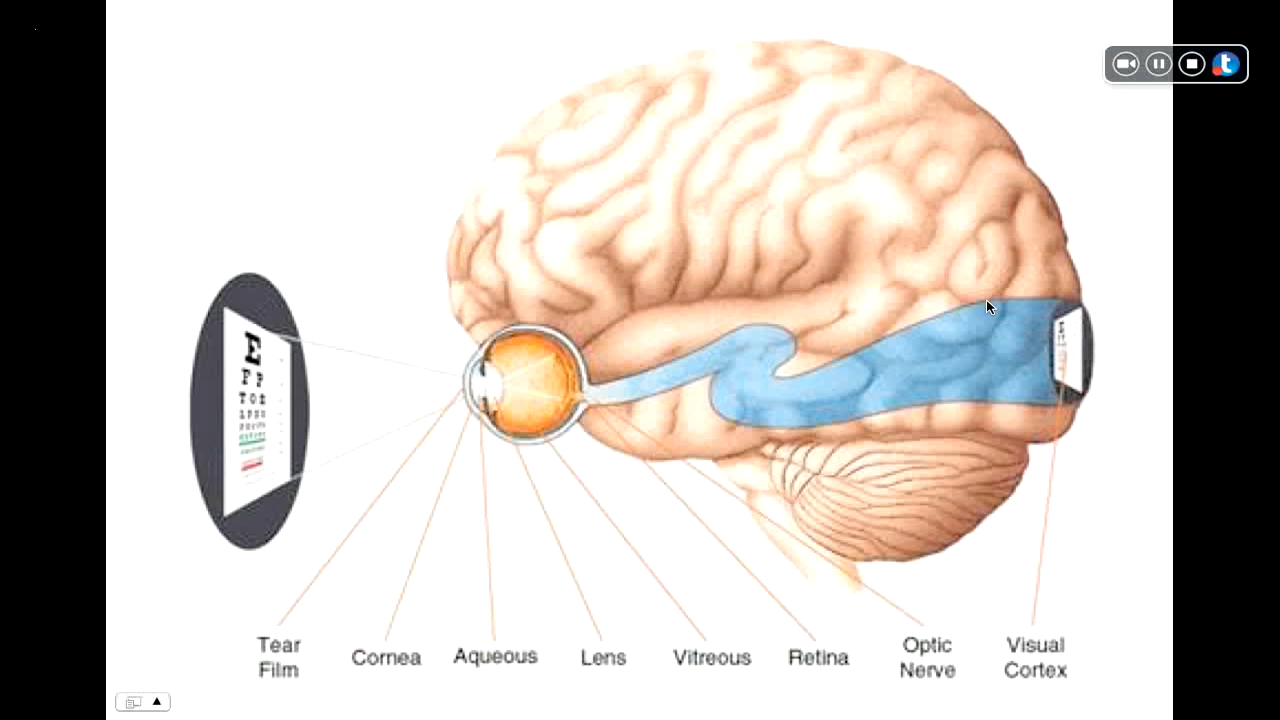 E
F P
T O Z
Tear
Film
Cornea
Aqueous
Lens
Vitreous
Retina
Optic
Nerve
Visual
Cortex
t